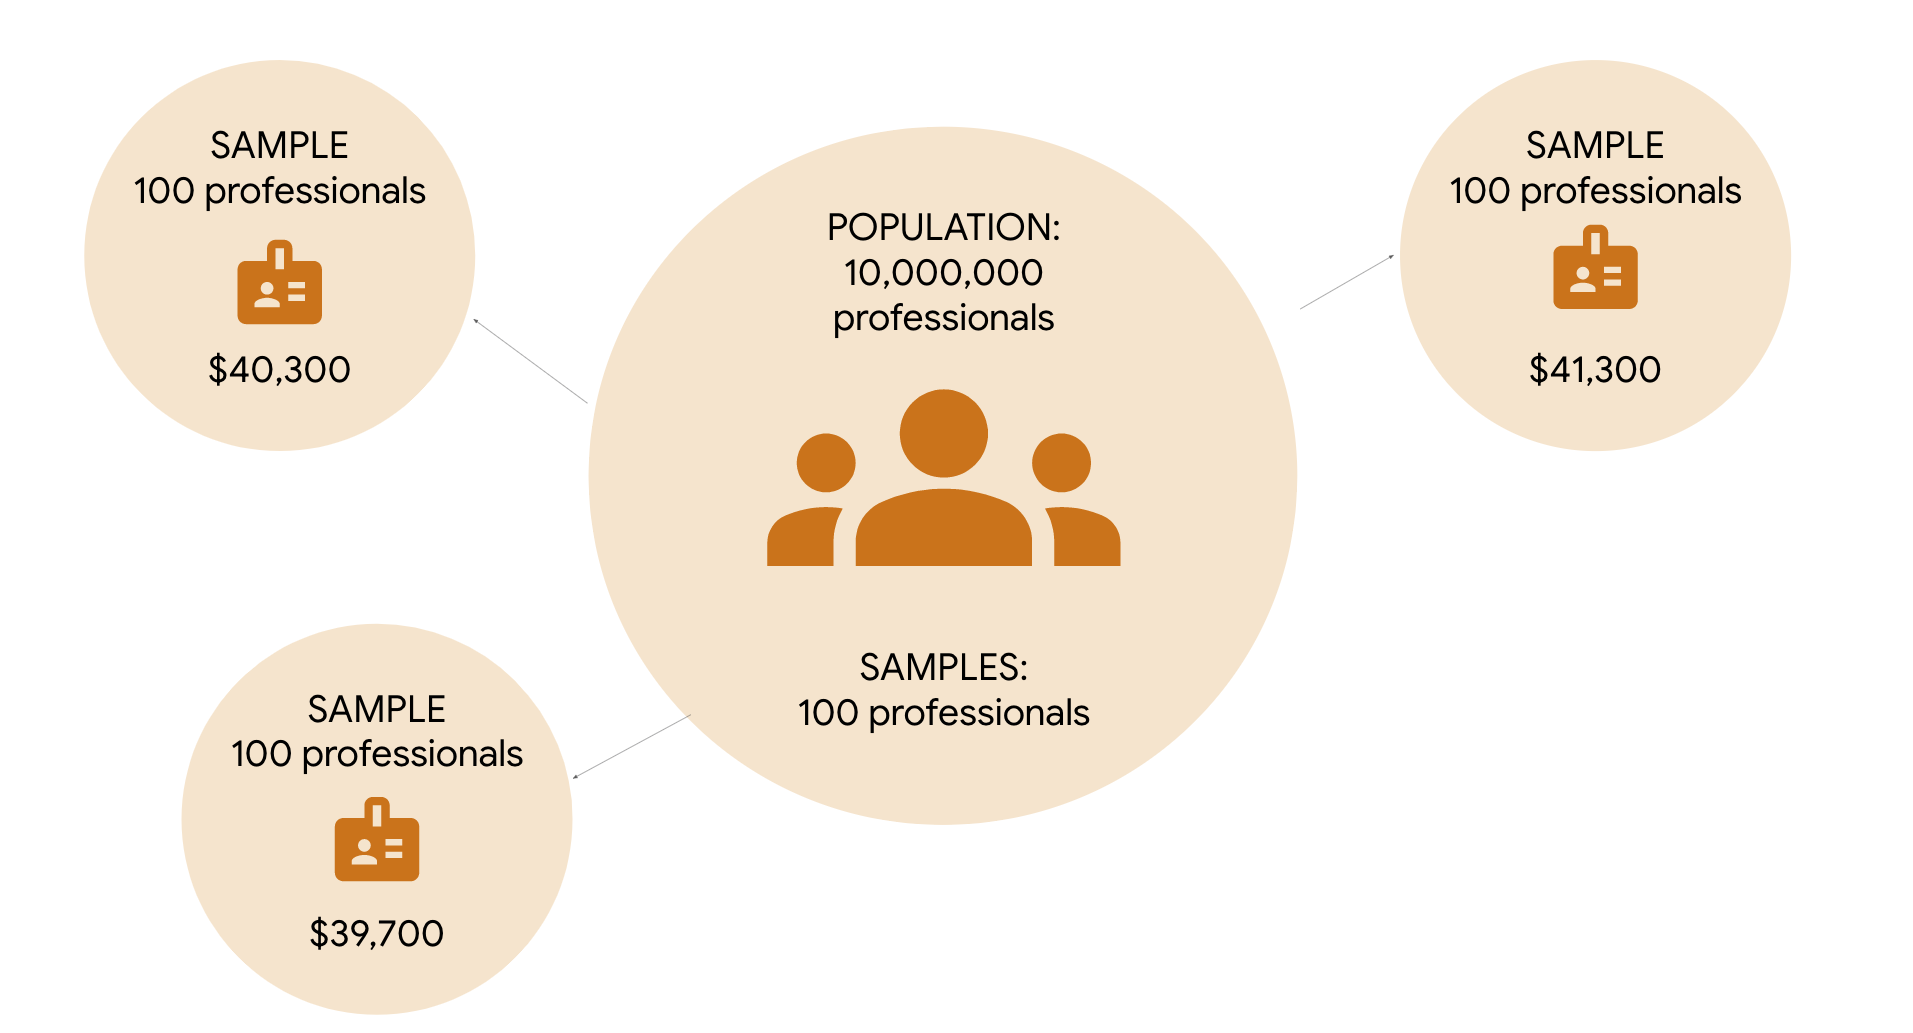 SAMPLE
100 professionals
$40,300
POPULATION:
10,000,000
professionals
SAMPLES:
100 professionals
SAMPLE
100 professionals
$41,300
SAMPLE
100 professionals
$39,700